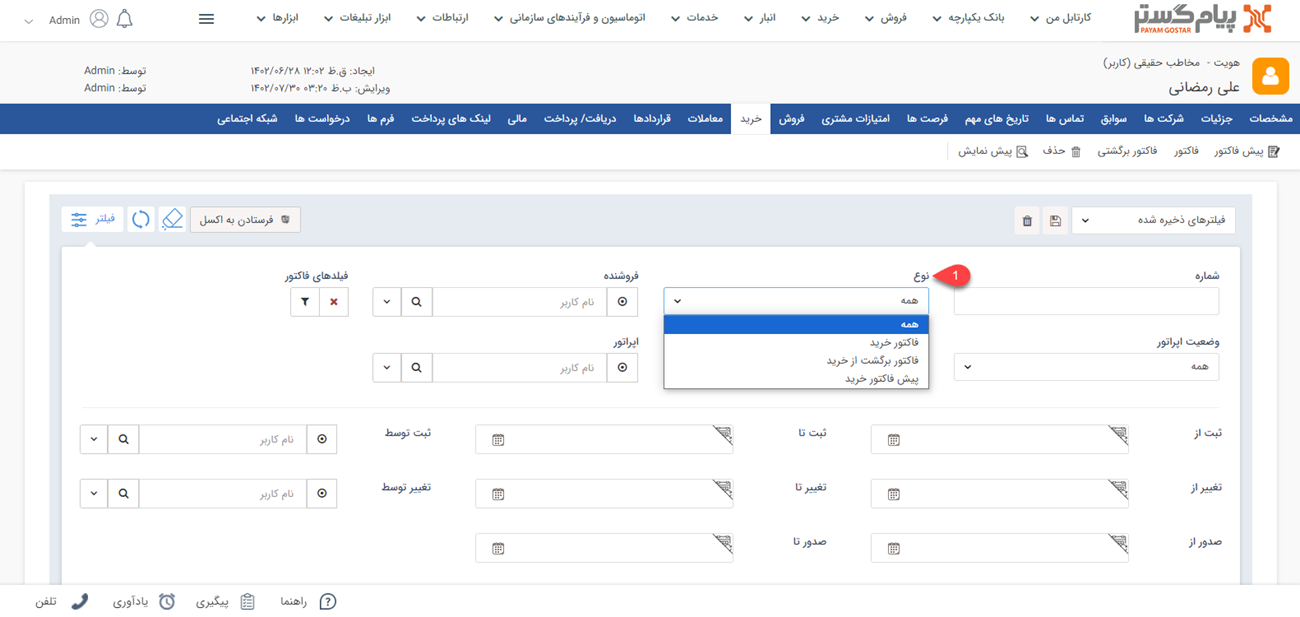 پیام گستر
PAYAM GOSTAR
کارتابل من
بانک یکپارچه
فروش
خرید
انبار
خدمات
ارتباطات
اتوماسیون و فرآیندهای سازمانی
ابزار تبلیغات
ابزارها
Admin
هویت - مخاطب حقیقی (کاربر)
علی رمضانی
ایجاد: ق.ظ ۱۲:۰۲ ۱۴۰۲/۰۶/۲۸
توسط: Admin
ویرایش: ب.ظ ۰۳:۲۰ ۱۴۰۲/۰۷/۳۰
توسط: Admin
مشخصات
جزئیات
شرکت ها
سوابق
تماس ها
تاریخ های مهم
فرصت ها
امتیازات مشتری
فروش
خرید
معاملات
قراردادها
دریافت/ پرداخت
مالی
لینک های پرداخت
فرم ها
درخواست ها
شبکه اجتماعی
پیش فاکتور
فاکتور
فاکتور برگشتی
حذف
پیش نمایش
فیلترهای ذخیره شده
فرستادن به اکسل
فیلتر
شماره
نوع
1
فروشنده
فیلدهای فاکتور
همه
نام کاربر
همه
فاکتور خرید
فاکتور برگشت از خرید
پیش فاکتور خرید
وضعیت اپراتور
اپراتور
همه
نام کاربر
ثبت از
ثبت تا
ثبت توسط
نام کاربر
تغییر از
تغییر تا
تغییر توسط
نام کاربر
صدور از
صدور تا
راهنما
پیگیری
یادآوری
تلفن